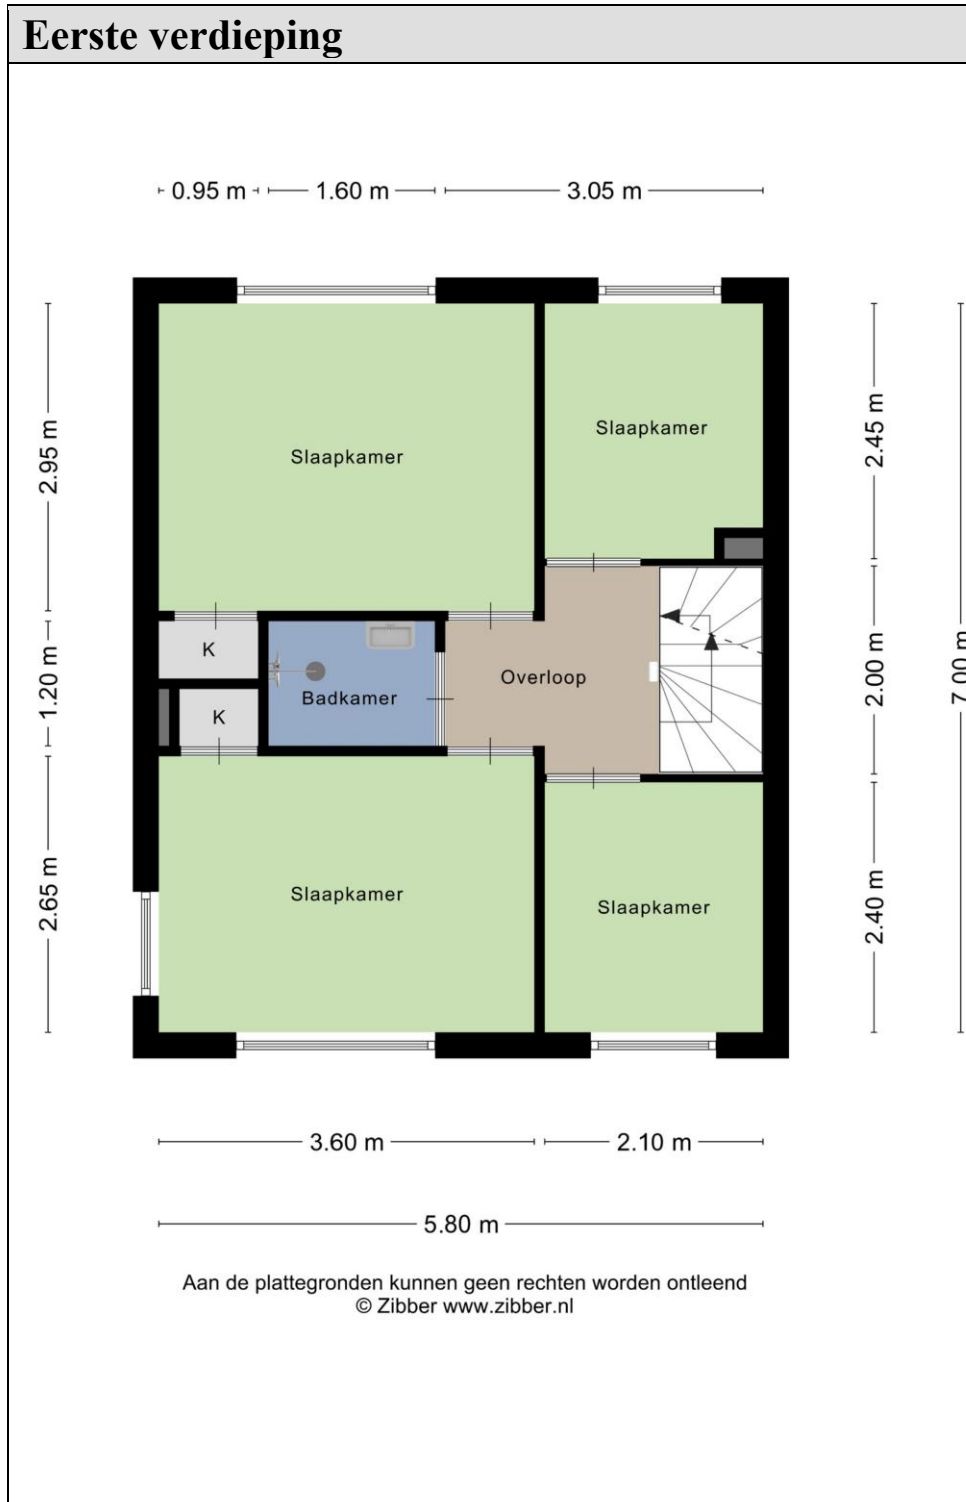 Eerste verdieping
0.95 m
1.60 m
3.05 m
Slaapkamer
Slaapkamer
2.95 m
2.45 m
K
Badkamer
Overloop
K
1.20 m
2.00 m
7.00 m
Slaapkamer
Slaapkamer
2.65 m
2.40 m
3.60 m
2.10 m
5.80 m
Aan de plattegronden kunnen geen rechten worden ontleend
© Zibber www.zibber.nl